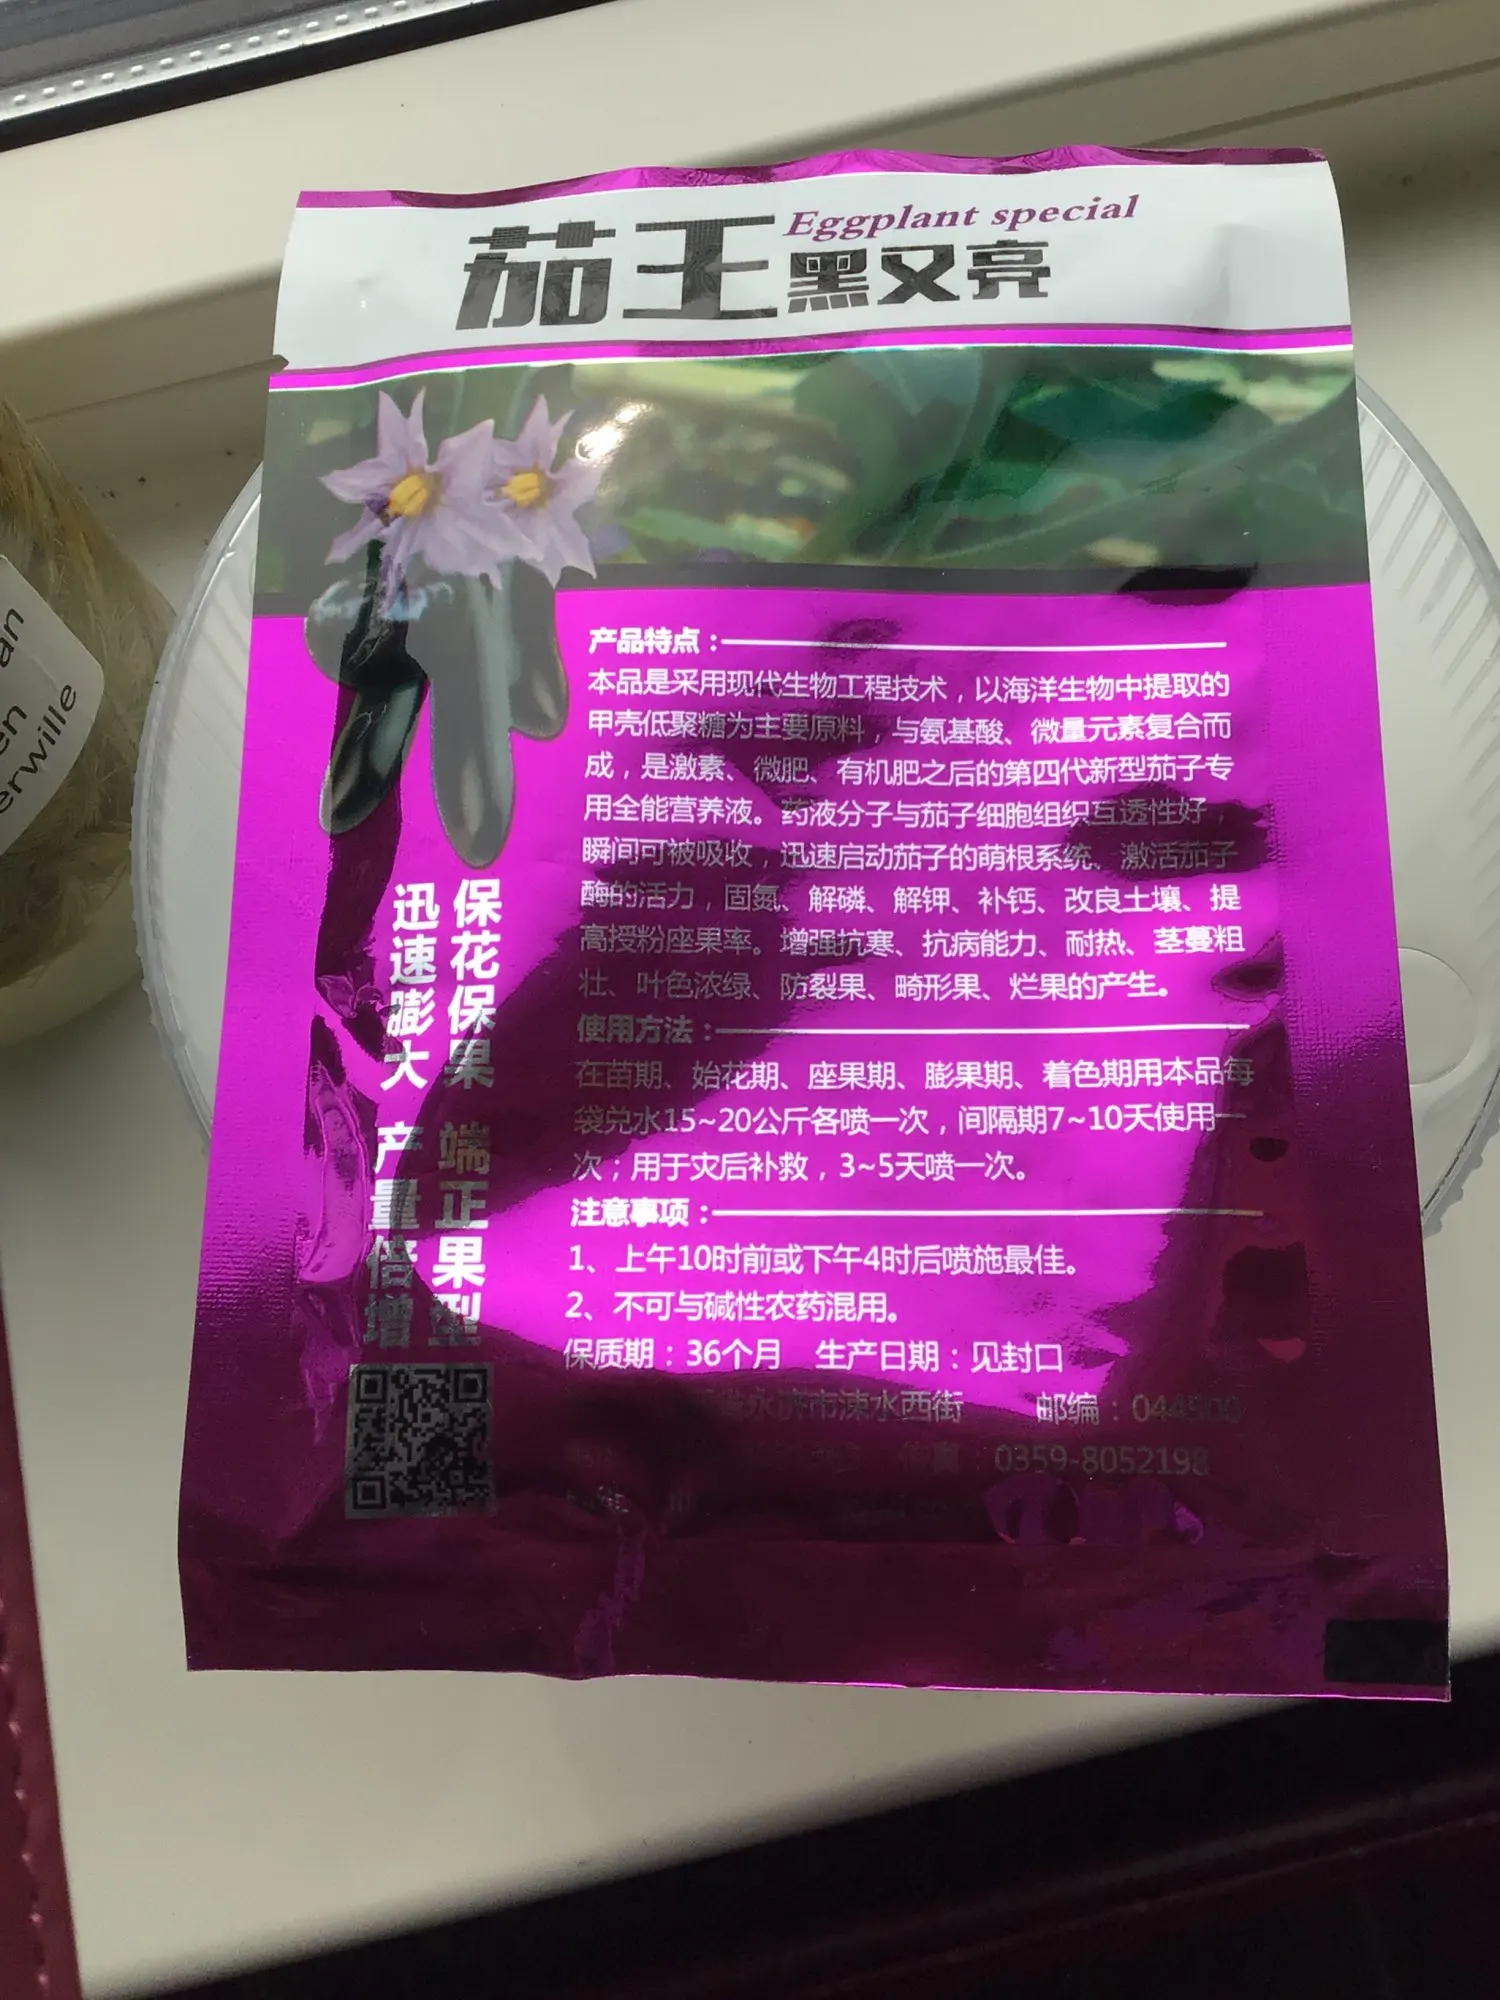 Eggplant special
茄王黑又亮
产品特点：
本品是采用现代生物工程技术，以海洋生物中提取的
甲壳低聚糖为主要原料，与氨基酸、微量元素复合而
成，是激素、微肥、有机肥之后的第四代新型茄子专
用全能营养液。药液分子与茄子细胞组织互透性好，
瞬间可被吸收，迅速启动茄子的萌根系统、激活茄子
酶的活力，固氮、解磷、解钾、补钙、改良土壤、提
高授粉座果率。增强抗寒、抗病能力、耐热、茎蔓粗
壮、叶色浓绿、防裂果、畸形果、烂果的产生。
使用方法：
在苗期、始花期、座果期、膨果期、着色期用本品每
袋兑水15~20公斤各喷一次，间隔期7~10天使用一
次；用于灾后补救，3~5天喷一次。
注意事项：
1、上午10时前或下午4时后喷施最佳。
2、不可与碱性农药混用。
保质期：36个月 生产日期：见封口
永济市涑水西街 邮编：044500
传真：0359-8052198
保花保果 端正果型
迅速膨大 产量倍增
an
en
erwille